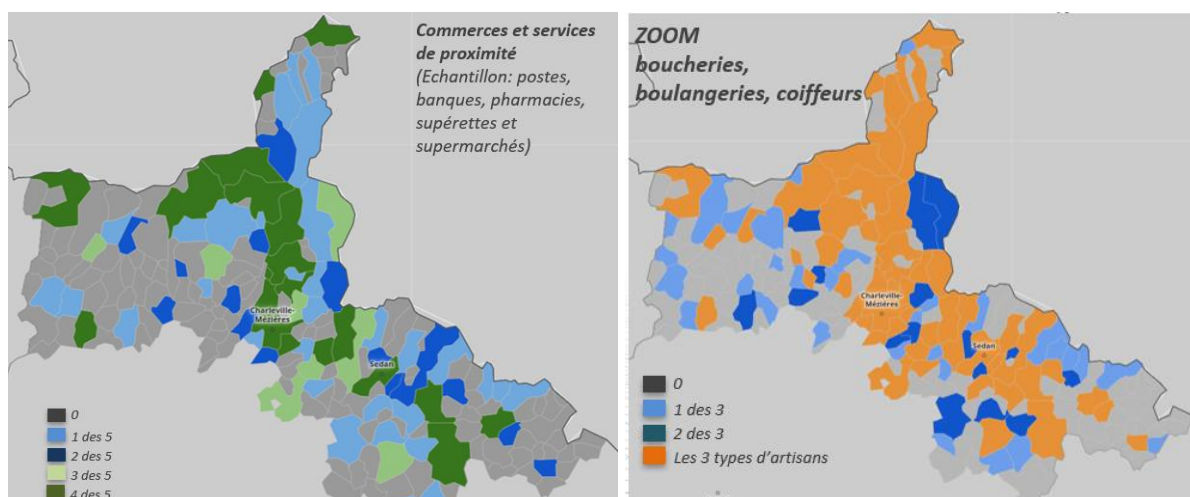 Commerces et services
de proximité
(Echantillon: postes,
banques, pharmacies,
supérettes et
supermarchés)
Charleville-
Mézières
Sedan
0
1 des 5
2 des 5
3 des 5
4 des 5
ZOOM
boucheries,
boulangeries, coiffeurs
Charleville-
Mézières
Sedan
0
1 des 3
2 des 3
Les 3 types d'artisans